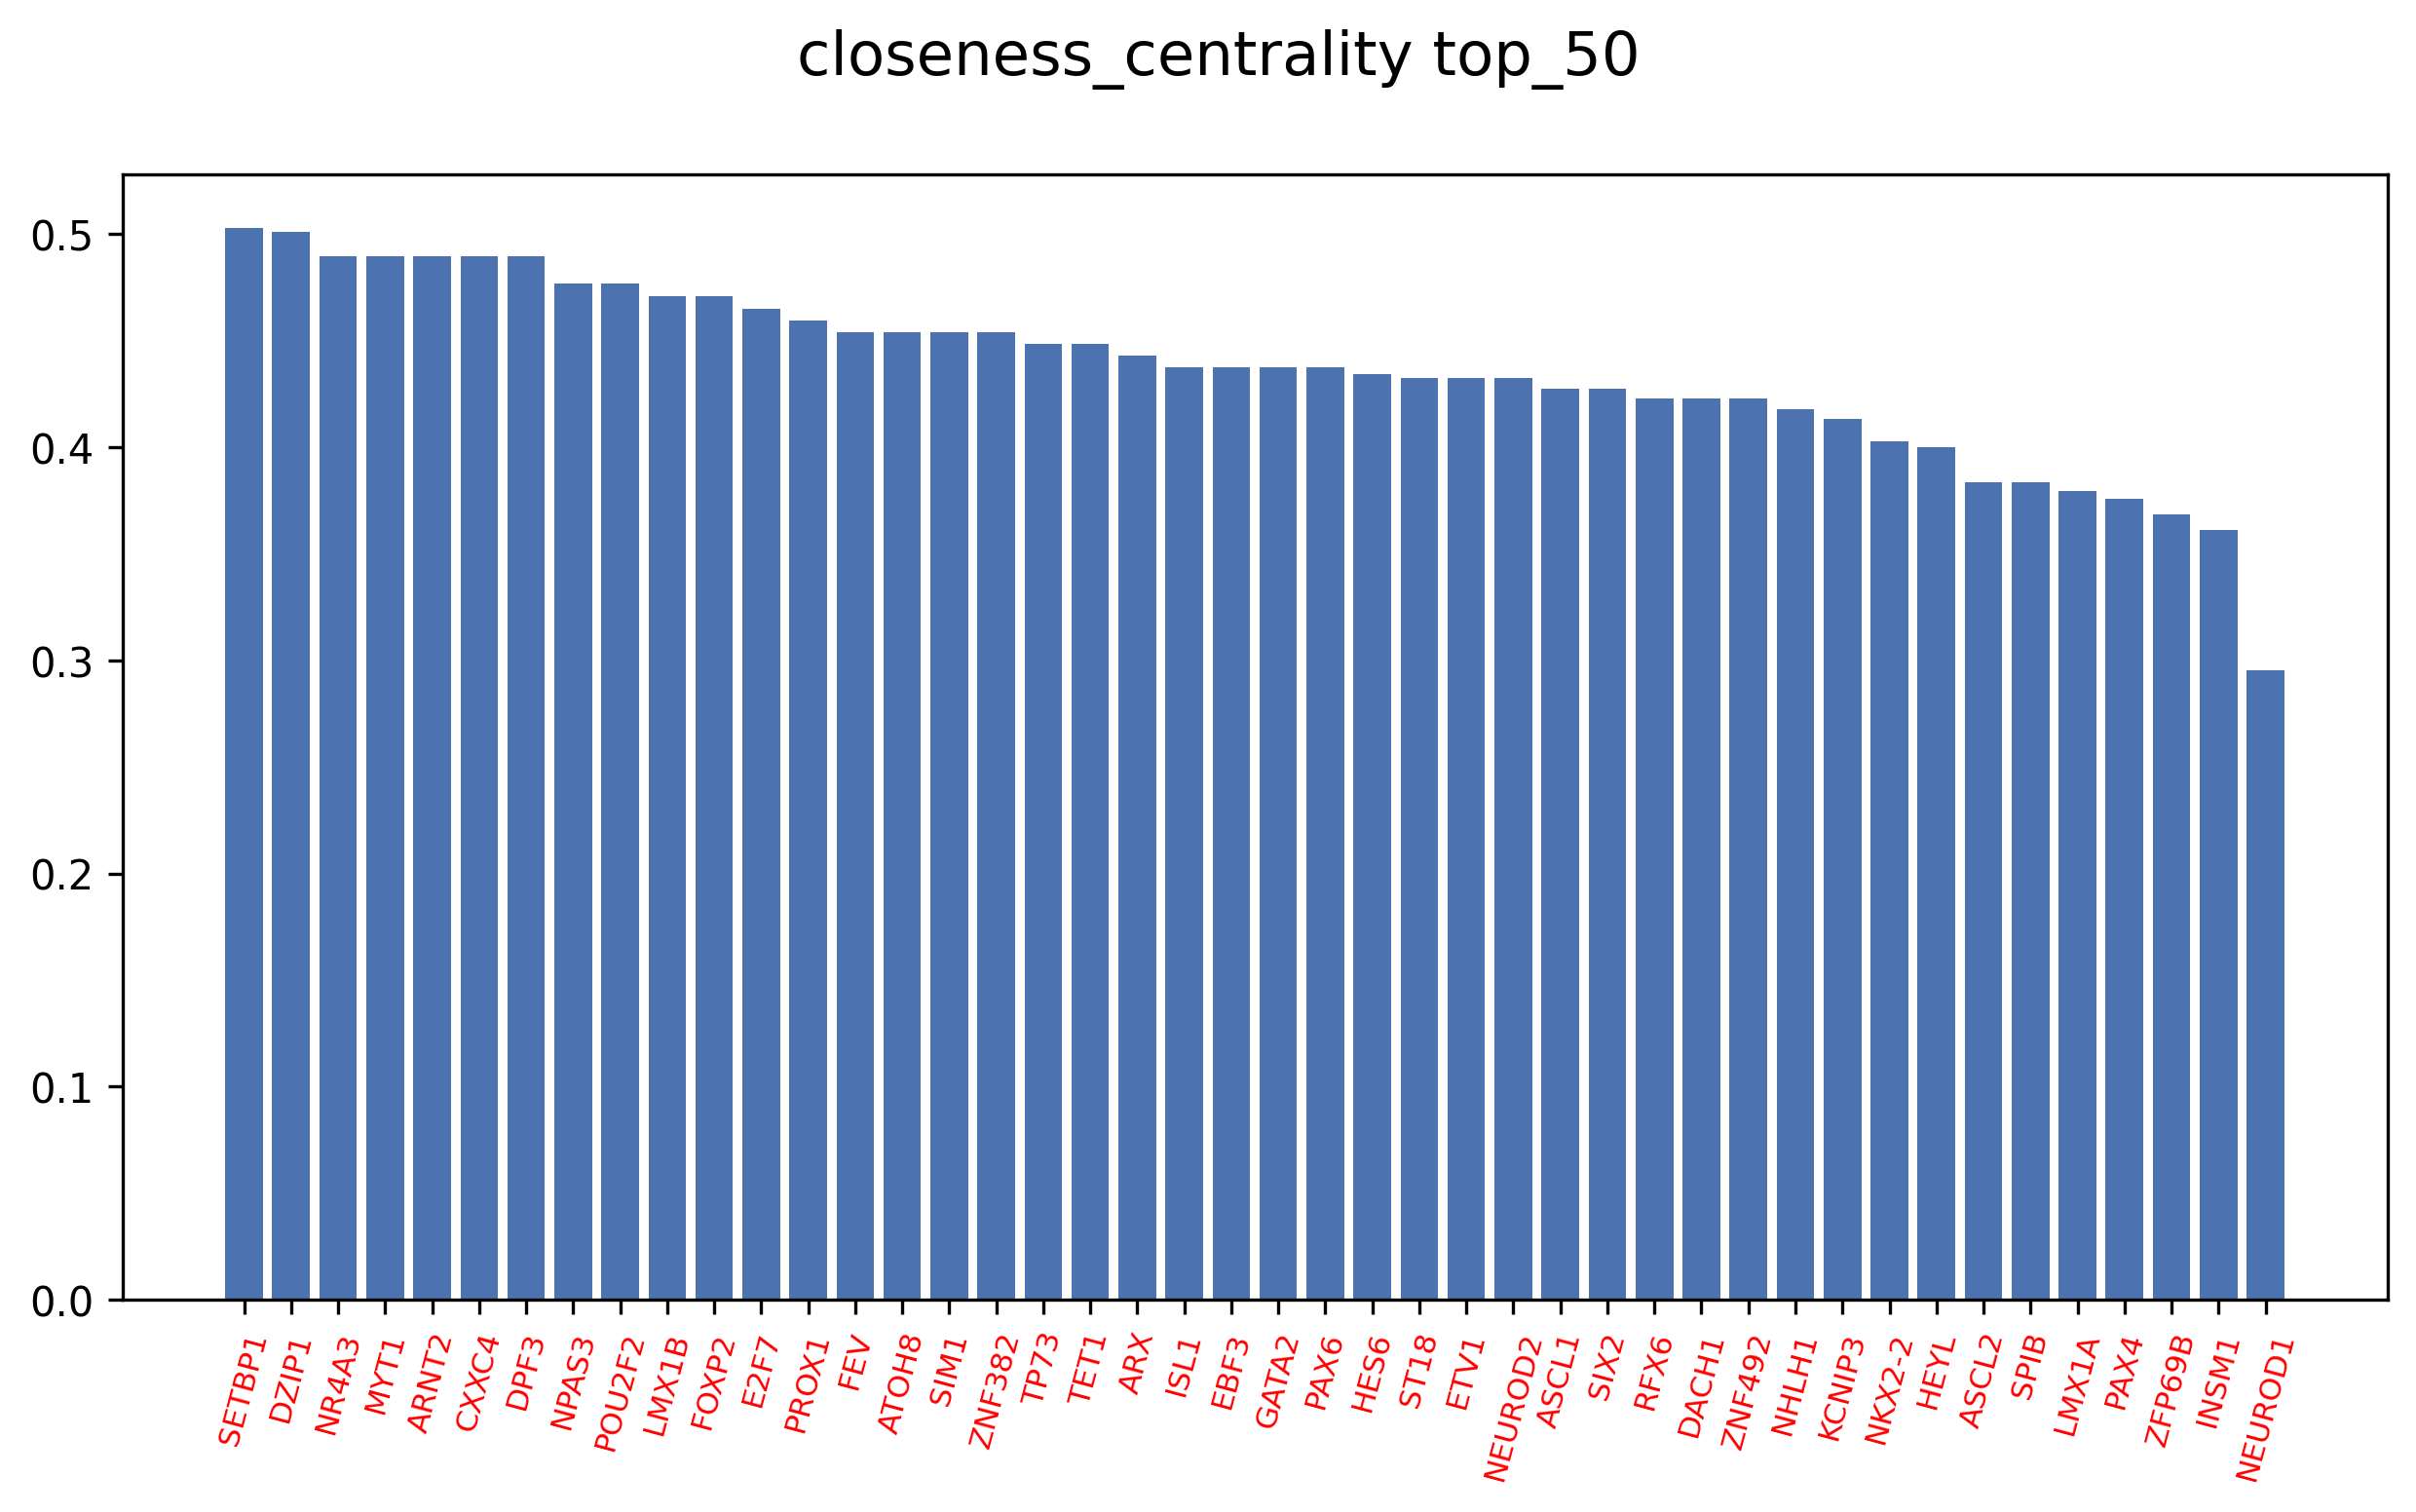 closeness_centrality top_50
0.5
0.4
0.3
0.2
0.1
0.0
SETBP1
DZIP1
NR4A3
MYT1
ARNT2
CXXC4
DPF3
NPAS3
POU2F2
LMX1B
FOXP2
E2F7
PROX1
FEV
ATOH8
SIM1
ZNF382
TP73
TET1
ARX
ISL1
EBF3
GATA2
PAX6
HES6
ST18
ETV1
NEUROD2
ASCL1
SIX2
RFX6
DACH1
ZNF492
NHLH1
KCNIP3
NKX2-2
HEYL
ASCL2
SPIB
LMX1A
PAX4
ZFP69B
INSM1
NEUROD1